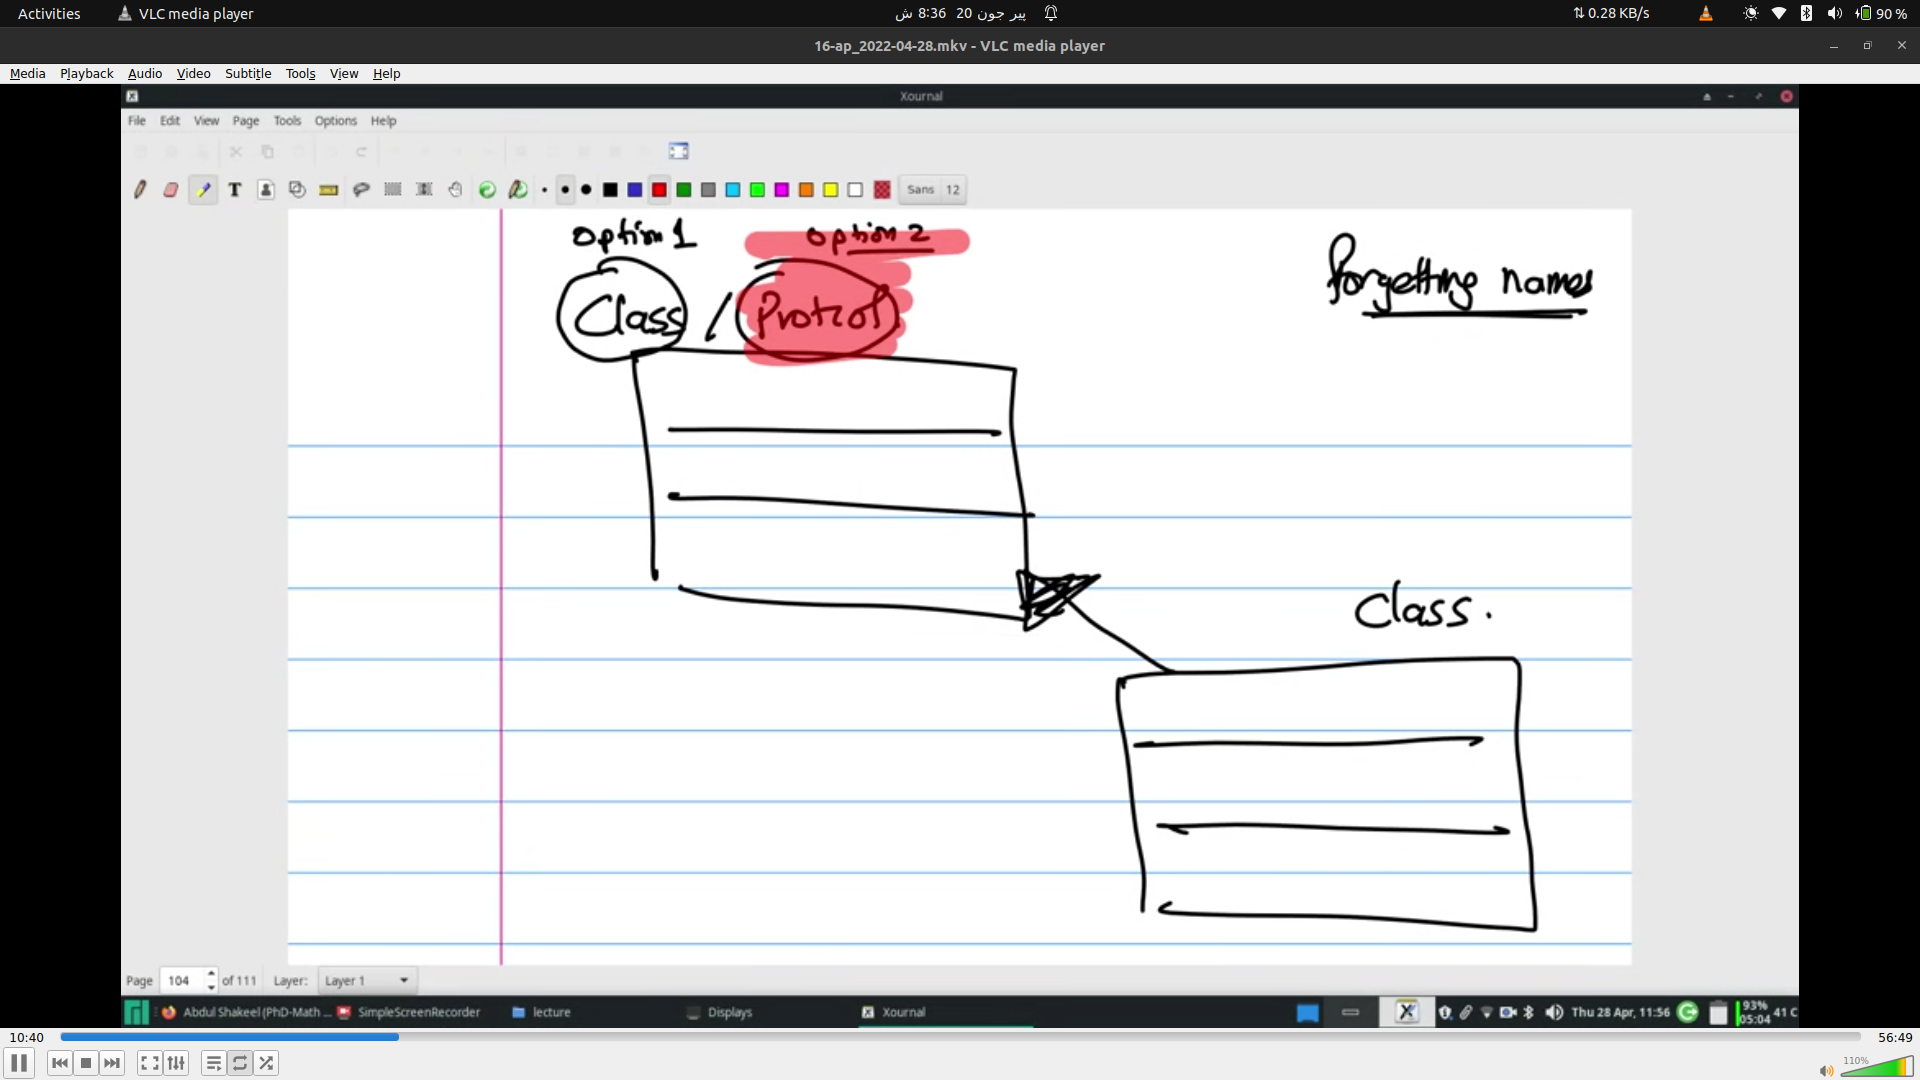 Activities VLC media player پیر جون 20 8:36 ش 0.28 KB/s 90 %
16-ap_2022-04-28.mkv - VLC media player
Media Playback Audio Video Subtitle Tools View Help
Xournal
File Edit View Page Tools Options Help
T Sans 12
option 1 option 2
forgetting names
Class / Protcol
Class.
Page 104 of 111 Layer: Layer 1
Abdul Shakeel (PhD-Math ... SimpleScreenRecorder lecture Displays Xournal Thu 28 Apr, 11:56 93% 05:04 41 C
10:40 56:49
110%